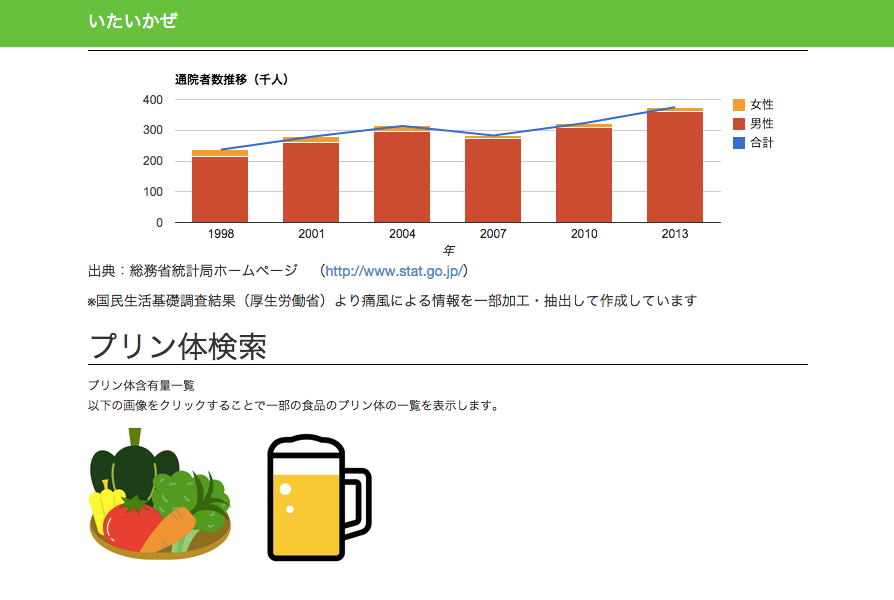 いたいかぜ
通院者数推移（千人）
400
300
200
100
0
女性
男性
合計
1998 2001 2004 2007 2010 2013
年
出典：総務省統計局ホームページ （http://www.stat.go.jp/）
※国民生活基礎調査結果（厚生労働省）より痛風による情報を一部加工・抽出して作成しています
プリン体検索
プリン体含有量一覧
以下の画像をクリックすることで一部の食品のプリン体の一覧を表示します。